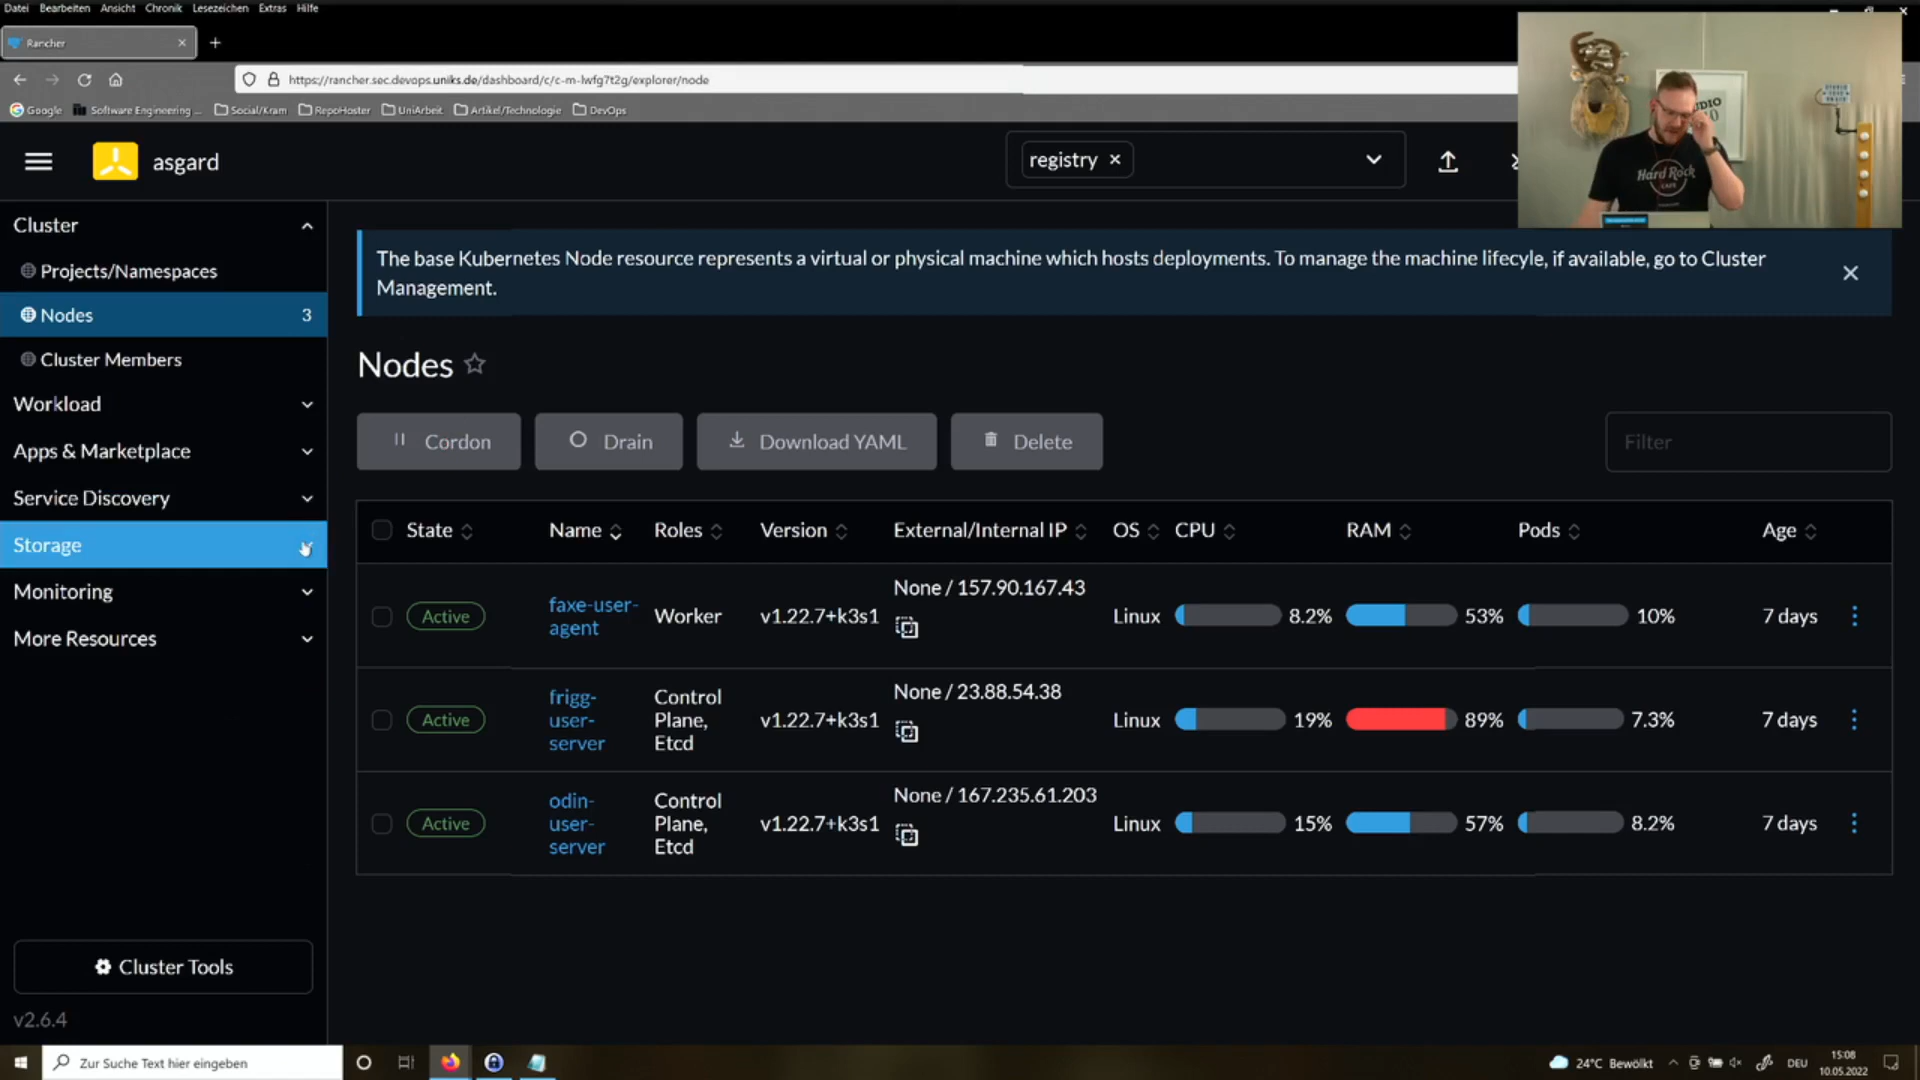 Datei Bearbeiten Ansicht Chronik Lesezeichen Extras Hilfe
Rancher
https://rancher.sec.devops.uniks.de/dashboard/c/c-m-lwfg7t2g/explorer/node
Google Software Engineering ... Social/Kram RepoHoster UniArbeit Artikel/Technologie DevOps
asgard
registry
Hard Rock
CAFE
Cluster
Projects/Namespaces
Nodes 3
Cluster Members
Workload
Apps & Marketplace
Service Discovery
Storage
Monitoring
More Resources
Cluster Tools
v2.6.4
The base Kubernetes Node resource represents a virtual or physical machine which hosts deployments. To manage the machine lifecyle, if available, go to Cluster
Management.
Nodes
Cordon Drain Download YAML Delete
Filter
State Name Roles Version External/Internal IP OS CPU RAM Pods Age
None / 157.90.167.43
Active faxe-user-agent Worker v1.22.7+k3s1 Linux 8.2% 53% 10% 7 days
None / 23.88.54.38
Active frigg-user-server Control Plane, Etcd v1.22.7+k3s1 Linux 19% 89% 7.3% 7 days
None / 167.235.61.203
Active odin-user-server Control Plane, Etcd v1.22.7+k3s1 Linux 15% 57% 8.2% 7 days
Zur Suche Text hier eingeben
24°C Bewölkt
DEU
15:08
10.05.2022